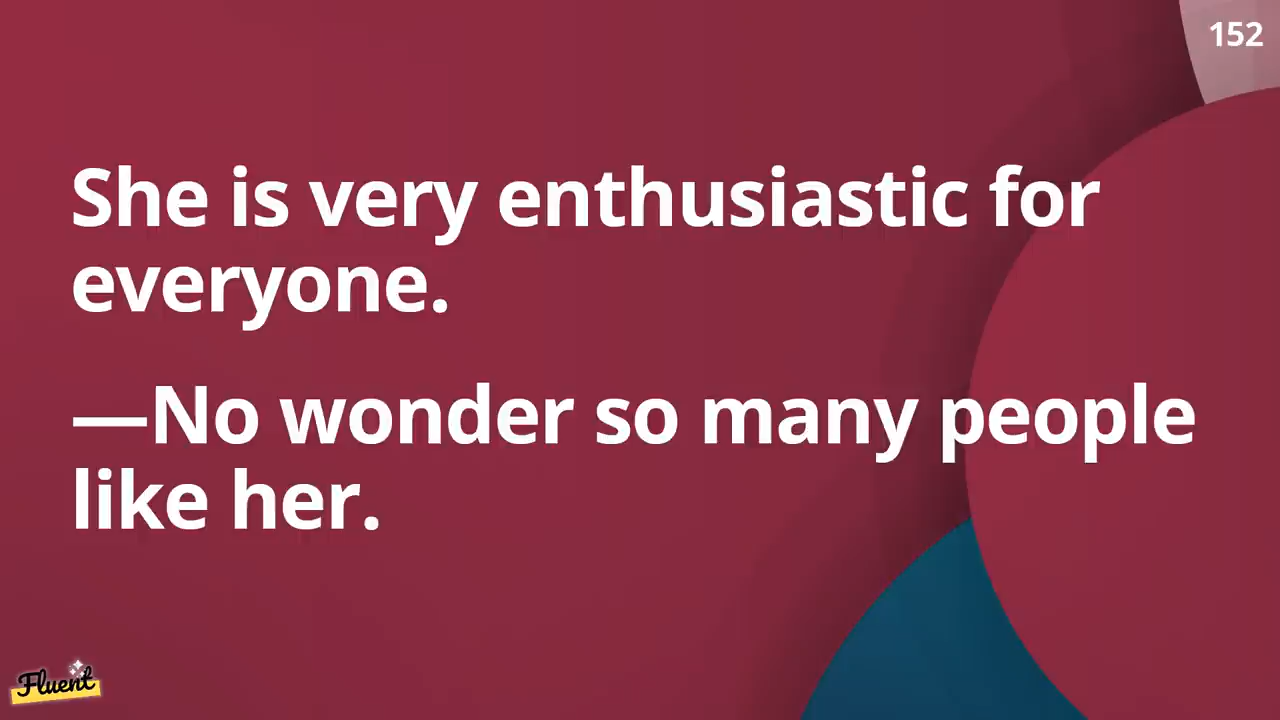 152
She is very enthusiastic for
everyone.
—No wonder so many people
like her.
Fluent